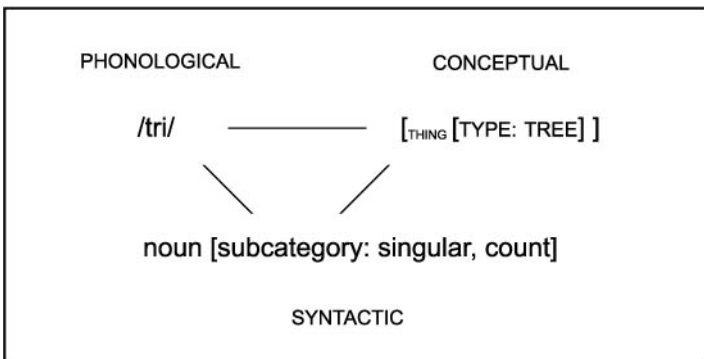 PHONOLOGICAL CONCEPTUAL
/tri/ [THING [TYPE: TREE] ]
noun [subcategory: singular, count]
SYNTACTIC